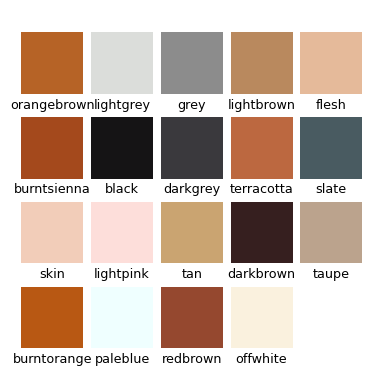 orangebrown lightgrey grey lightbrown flesh
burntsienna black darkgrey terracotta slate
skin lightpink tan darkbrown taupe
burntorange paleblue redbrown offwhite